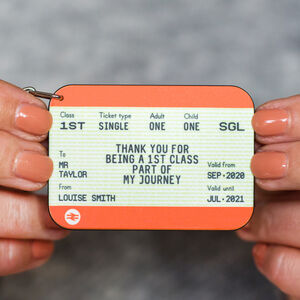 Class Ticket type Adult Child
1ST SINGLE ONE ONE SGL
THANK YOU FOR
BEING A 1ST CLASS
PART OF
MY JOURNEY
To
MR
TAYLOR
From
LOUISE SMITH
Valid from
SEP·2020
Valid until
JUL·2021